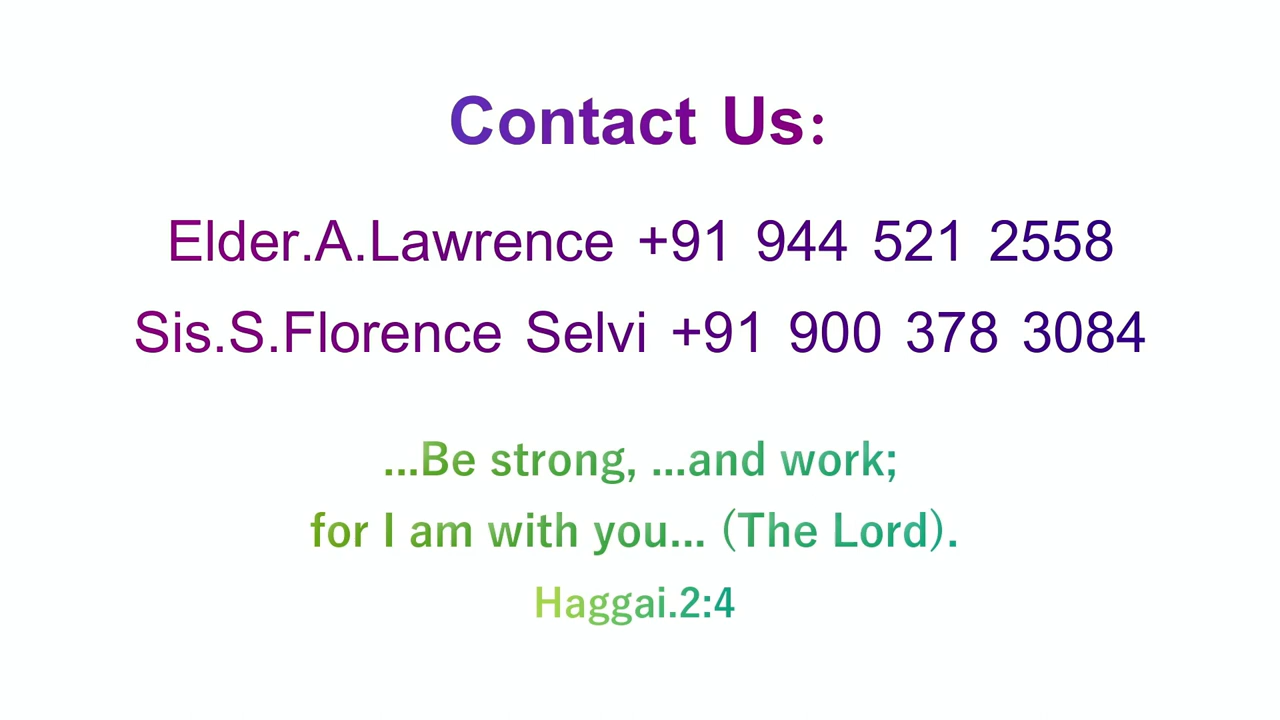 Contact Us:
Elder.A.Lawrence +91 944 521 2558
Sis.S.Florence Selvi +91 900 378 3084
...Be strong, ...and work;
for I am with you... (The Lord).
Haggai.2:4